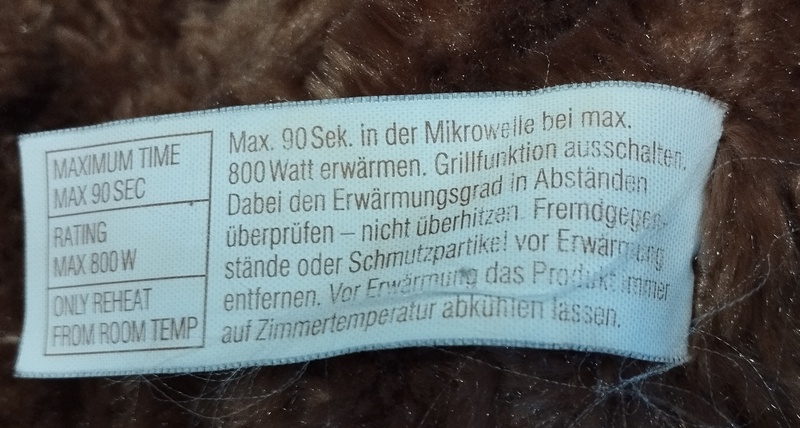 MAXIMUM TIME
MAX 90 SEC
RATING
MAX 800 W
ONLY REHEAT
FROM ROOM TEMP
Max. 90 Sek. in der Mikrowelle bei max.
800 Watt erwärmen. Grillfunktion ausschalten.
Dabei den Erwärmungsgrad in Abständen
überprüfen – nicht überhitzen. Fremdgegen-
stände oder Schmutzpartikel vor Erwärmung
entfernen. Vor Erwärmung das Produkt immer
auf Zimmertemperatur abkühlen lassen.